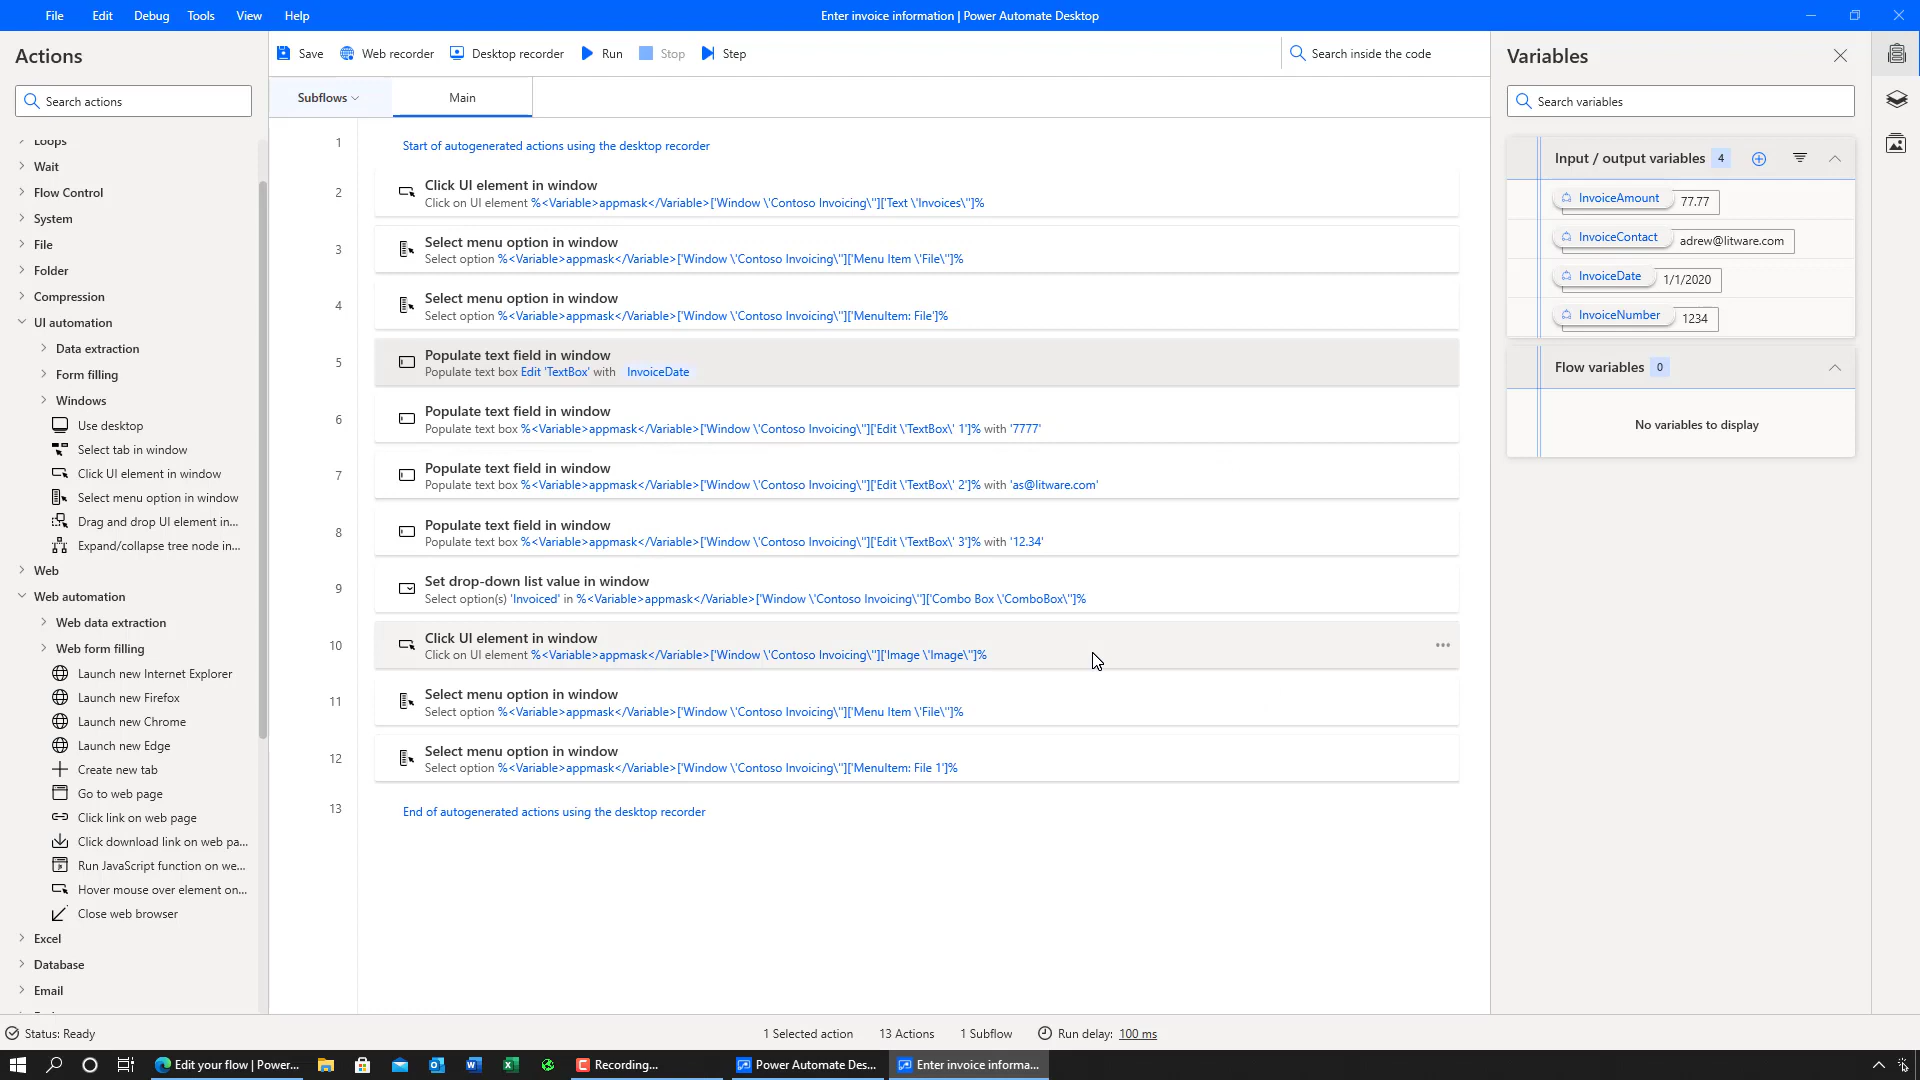 File Edit Debug Tools View Help
Enter invoice information | Power Automate Desktop
Actions
Search actions
Loops
Wait
Flow Control
System
File
Folder
Compression
UI automation
Data extraction
Form filling
Windows
Use desktop
Select tab in window
Click UI element in window
Select menu option in window
Drag and drop UI element in...
Expand/collapse tree node in...
Web
Web automation
Web data extraction
Web form filling
Launch new Internet Explorer
Launch new Firefox
Launch new Chrome
Launch new Edge
Create new tab
Go to web page
Click link on web page
Click download link on web pa...
Run JavaScript function on we...
Hover mouse over element on...
Close web browser
Excel
Database
Email
Save Web recorder Desktop recorder Run Stop Step
Search inside the code
Subflows Main
1 Start of autogenerated actions using the desktop recorder
2 Click UI element in window
Click on UI element %<Variable>appmask</Variable>['Window \'Contoso Invoicing\'']['Text \'Invoices\'']%
3 Select menu option in window
Select option %<Variable>appmask</Variable>['Window \'Contoso Invoicing\'']['Menu Item \'File\'']%
4 Select menu option in window
Select option %<Variable>appmask</Variable>['Window \'Contoso Invoicing\'']['MenuItem: File']%
5 Populate text field in window
Populate text box Edit 'TextBox' with InvoiceDate
6 Populate text field in window
Populate text box %<Variable>appmask</Variable>['Window \'Contoso Invoicing\'']['Edit \'TextBox\' 1']% with '7777'
7 Populate text field in window
Populate text box %<Variable>appmask</Variable>['Window \'Contoso Invoicing\'']['Edit \'TextBox\' 2']% with 'as@litware.com'
8 Populate text field in window
Populate text box %<Variable>appmask</Variable>['Window \'Contoso Invoicing\'']['Edit \'TextBox\' 3']% with '12.34'
9 Set drop-down list value in window
Select option(s) 'Invoiced' in %<Variable>appmask</Variable>['Window \'Contoso Invoicing\'']['Combo Box \'ComboBox\'']%
10 Click UI element in window
Click on UI element %<Variable>appmask</Variable>['Window \'Contoso Invoicing\'']['Image \'Image\'']%
11 Select menu option in window
Select option %<Variable>appmask</Variable>['Window \'Contoso Invoicing\'']['Menu Item \'File\'']%
12 Select menu option in window
Select option %<Variable>appmask</Variable>['Window \'Contoso Invoicing\'']['MenuItem: File 1']%
13 End of autogenerated actions using the desktop recorder
Variables
Search variables
Input / output variables 4
InvoiceAmount 77.77
InvoiceContact adrew@litware.com
InvoiceDate 1/1/2020
InvoiceNumber 1234
Flow variables 0
No variables to display
Status: Ready
1 Selected action 13 Actions 1 Subflow Run delay: 100 ms
Edit your flow | Power... Recording... Power Automate Des... Enter invoice informa...